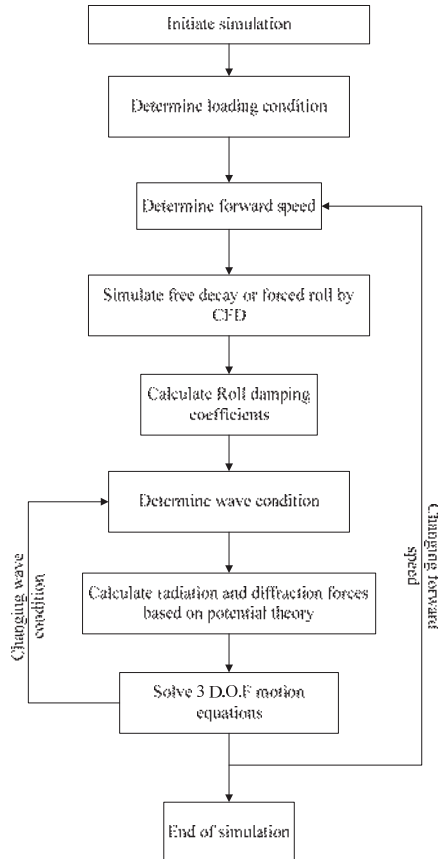 Initiate simulation
Determine loading condition
Determine forward speed
Simulate free decay or forced roll by
CFD
Calculate Roll damping
coefficients
Determine wave condition
Calculate radiation and diffraction forces
based on potential theory
Solve 3 D.O.F motion
equations
End of simulation
Changing wave
condition
Changing forward
speed